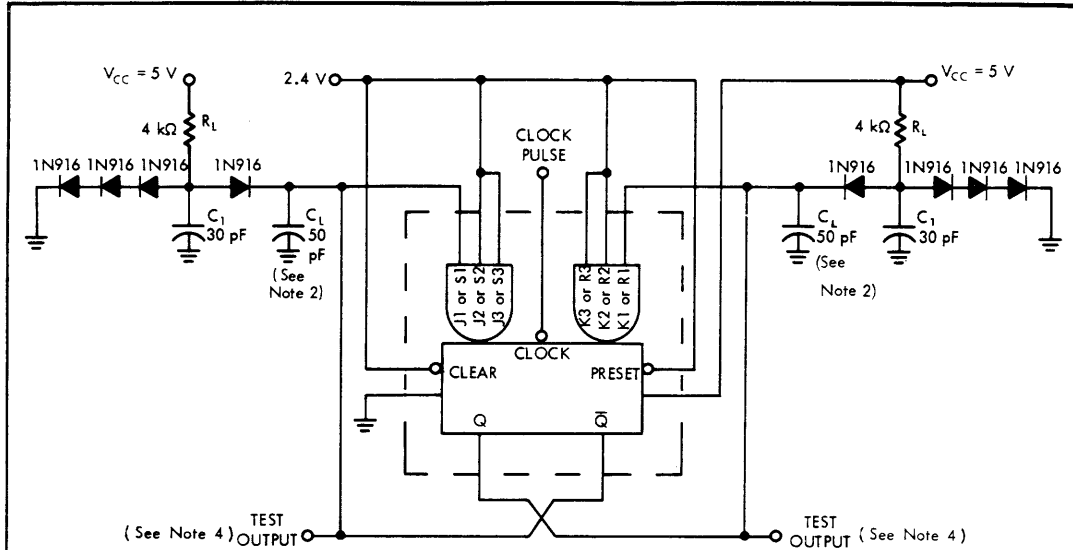 V_CC = 5 V
2.4 V
V_CC = 5 V
4 kΩ
R_L
CLOCK
PULSE
4 kΩ
R_L
1N916
1N916
1N916
1N916
1N916
1N916
1N916
1N916
C_1
30 pF
C_L
50
pF
(See
Note 2)
C_L
50 pF
(See
Note 2)
C_1
30 pF
J1 or S1
J2 or S2
J3 or S3
K3 or R3
K2 or R2
K1 or R1
CLOCK
CLEAR
PRESET
Q
Q̅
(See Note 4)
TEST
OUTPUT
TEST
OUTPUT
(See Note 4)